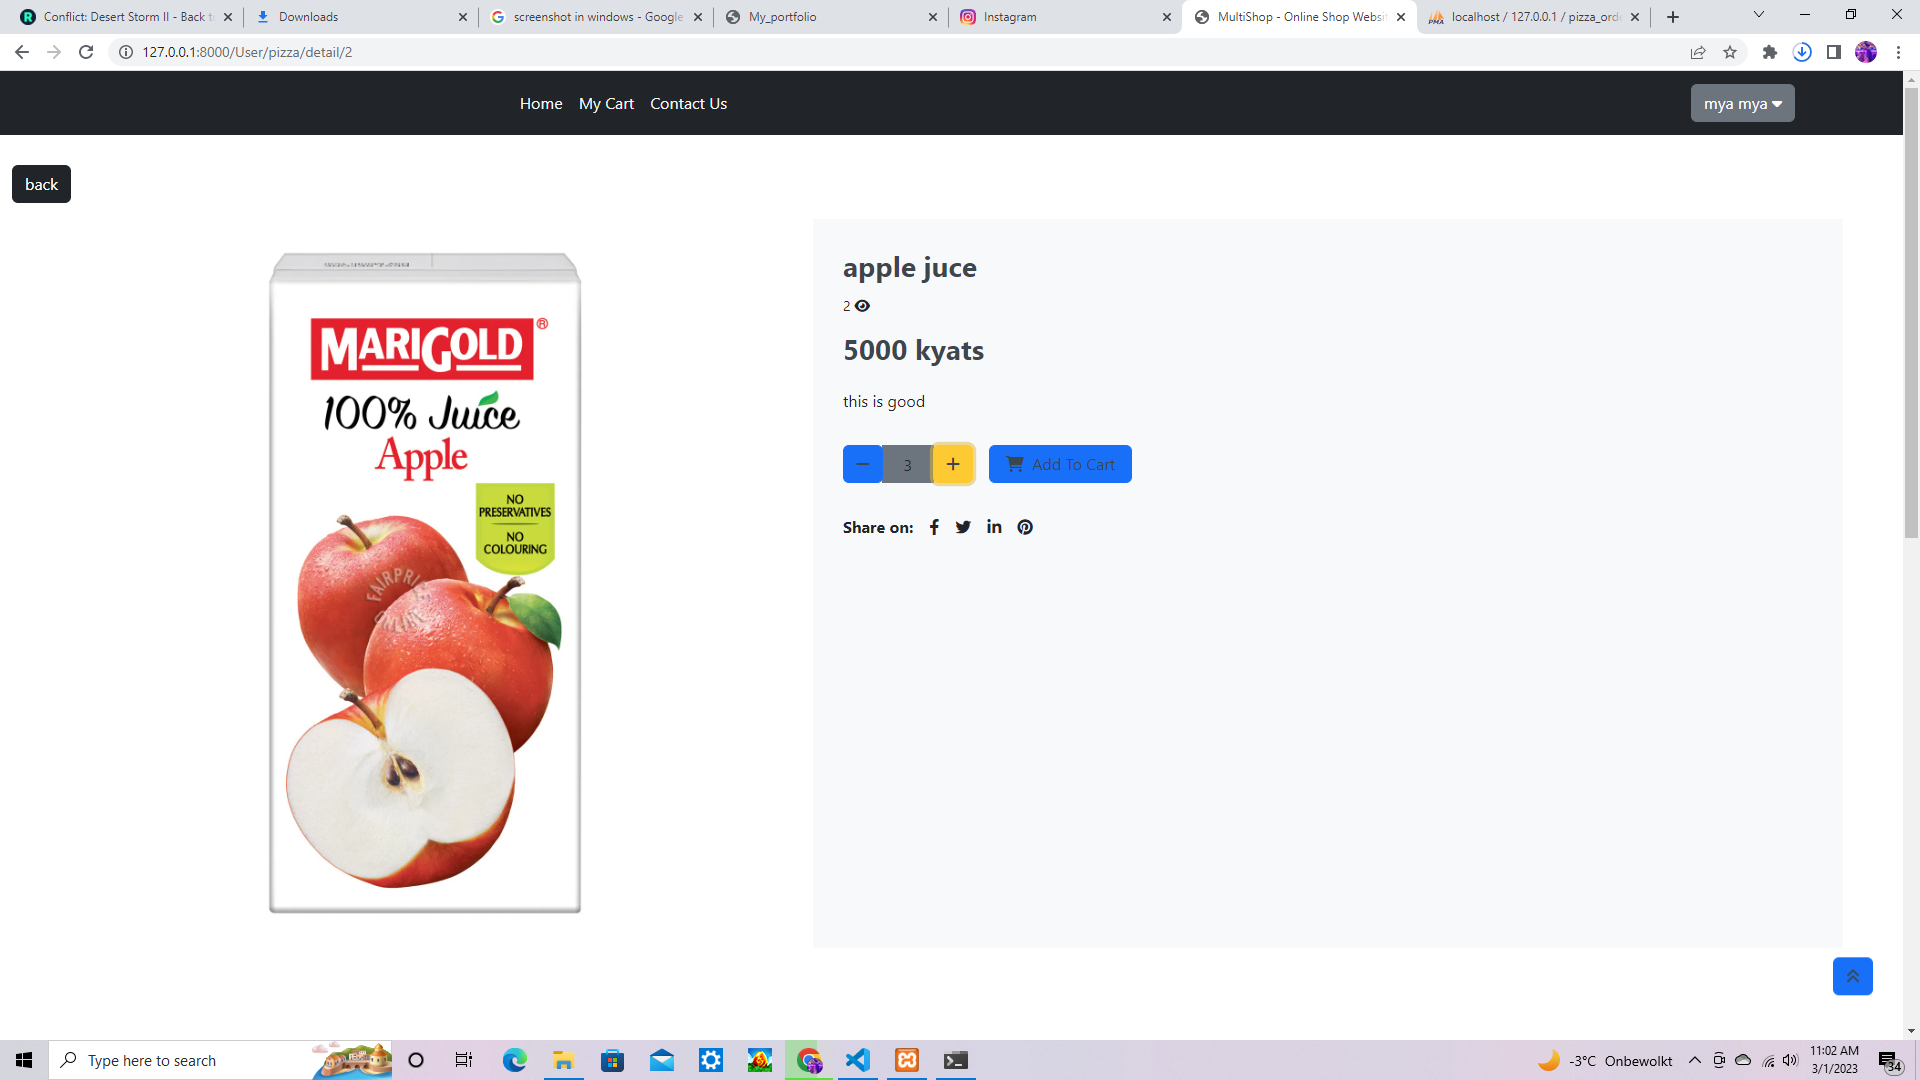 Conflict: Desert Storm II - Back t
Downloads
screenshot in windows - Google
My_portfolio
Instagram
MultiShop - Online Shop Websit
localhost / 127.0.0.1 / pizza_ord
127.0.0.1:8000/User/pizza/detail/2
Home My Cart Contact Us
mya mya
back
MARIGOLD ®
100% Juice
Apple
NO
PRESERVATIVES
NO
COLOURING
FAIRPRICE
apple juce
2
5000 kyats
this is good
− 3 +
Add To Cart
Share on:
Type here to search
-3°C Onbewolkt
11:02 AM
3/1/2023
34